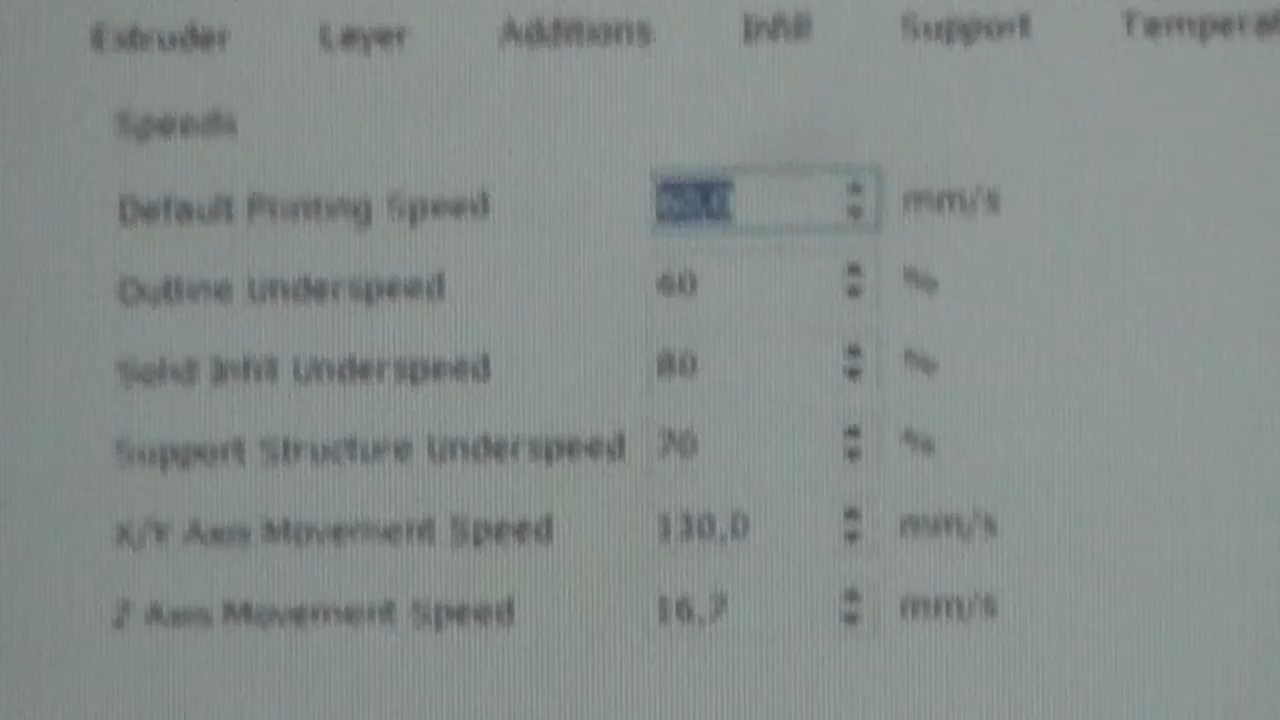 Extruder Layer Additions Infill Support
Speeds
Default Printing Speed mm/s
Outline Underspeed %
Solid Infill Underspeed 80 %
Support Structure Underspeed 70 %
X/Y Axis Movement Speed 130,0 mm/s
Z Axis Movement Speed 16,7 mm/s